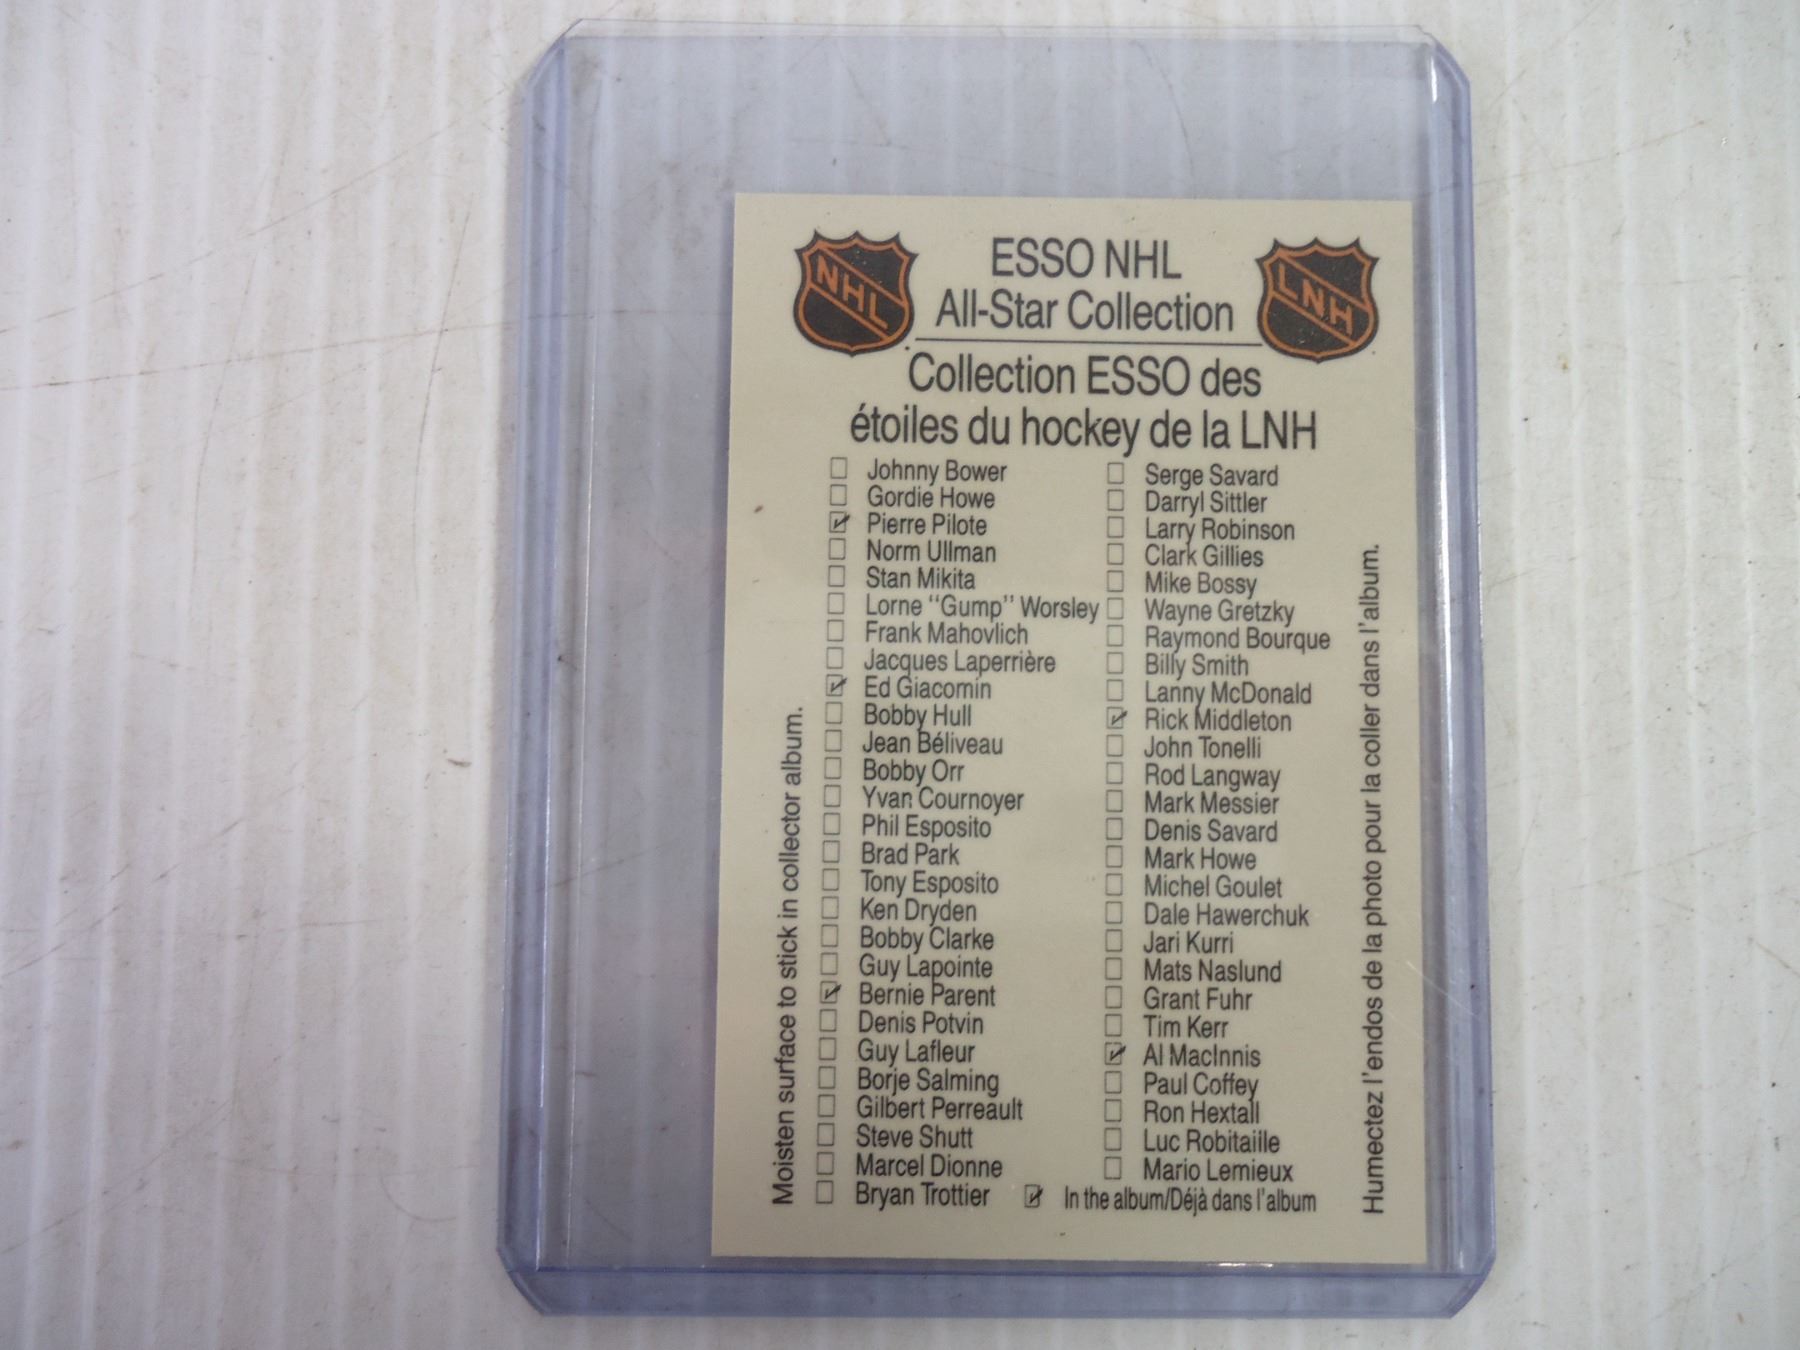 NHL
LNH
ESSO NHL
All-Star Collection
Collection ESSO des
étoiles du hockey de la LNH
Johnny Bower
Gordie Howe
Pierre Pilote
Norm Ullman
Stan Mikita
Lorne "Gump" Worsley
Frank Mahovlich
Jacques Laperrière
Ed Giacomin
Bobby Hull
Jean Béliveau
Bobby Orr
Yvan Cournoyer
Phil Esposito
Brad Park
Tony Esposito
Ken Dryden
Bobby Clarke
Guy Lapointe
Bernie Parent
Denis Potvin
Guy Lafleur
Borje Salming
Gilbert Perreault
Steve Shutt
Marcel Dionne
Bryan Trottier
Serge Savard
Darryl Sittler
Larry Robinson
Clark Gillies
Mike Bossy
Wayne Gretzky
Raymond Bourque
Billy Smith
Lanny McDonald
Rick Middleton
John Tonelli
Rod Langway
Mark Messier
Denis Savard
Mark Howe
Michel Goulet
Dale Hawerchuk
Jari Kurri
Mats Naslund
Grant Fuhr
Tim Kerr
Al MacInnis
Paul Coffey
Ron Hextall
Luc Robitaille
Mario Lemieux
In the album/Déjà dans l'album
Moisten surface to stick in collector album.
Humectez l'endos de la photo pour la coller dans l'album.